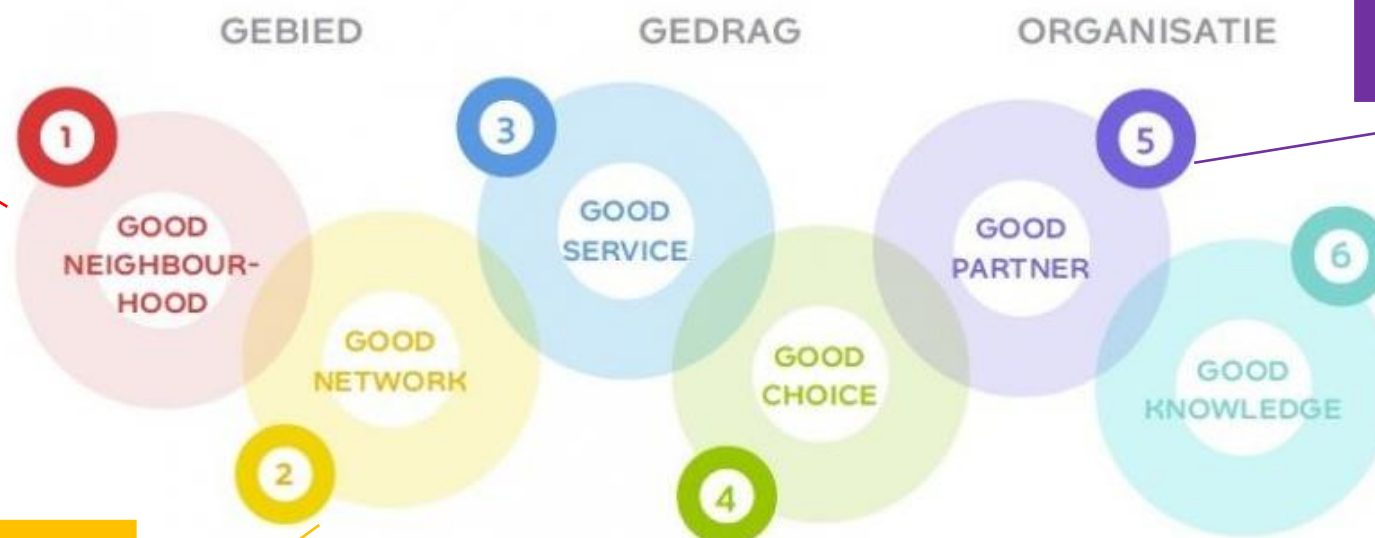 GEBIED
GEDRAG
ORGANISATIE
1
GOOD
NEIGHBOUR-
HOOD
2
GOOD
NETWORK
3
GOOD
SERVICE
4
GOOD
CHOICE
5
GOOD
PARTNER
6
GOOD
KNOWLEDGE